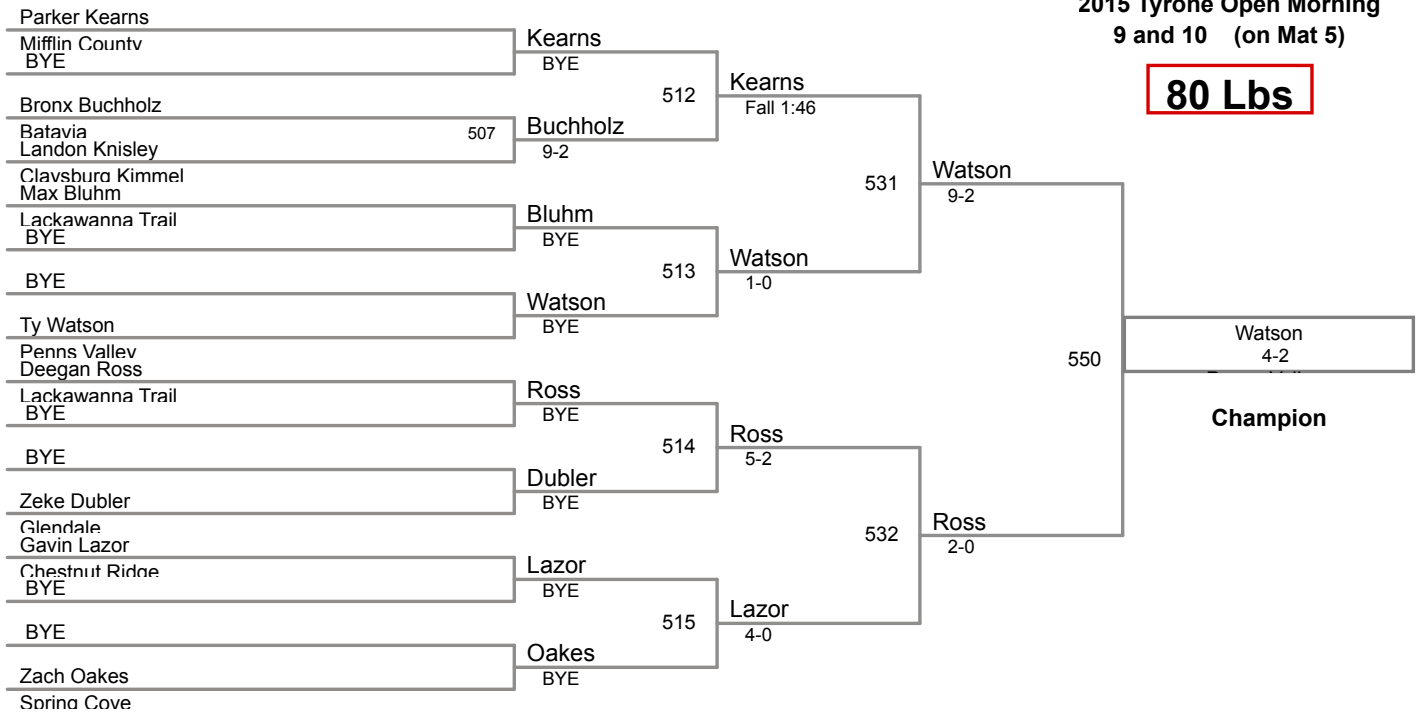 2015 Tyrone Open Morning
9 and 10 (on Mat 5)
80 Lbs
Parker Kearns
Mifflin County
BYE
Bronx Buchholz
Batavia
507
Landon Knisley
Claysburg Kimmel
Max Bluhm
Lackawanna Trail
BYE
BYE
Ty Watson
Penns Valley
Deegan Ross
Lackawanna Trail
BYE
BYE
Zeke Dubler
Glendale
Gavin Lazor
Chestnut Ridge
BYE
BYE
Zach Oakes
Spring Cove
Kearns
BYE
512
Buchholz
9-2
Bluhm
BYE
513
Watson
BYE
Ross
BYE
514
Dubler
BYE
Lazor
BYE
515
Oakes
BYE
Kearns
Fall 1:46
531
Watson
1-0
Ross
5-2
532
Lazor
4-0
Watson
9-2
550
Ross
2-0
Watson
4-2
Champion